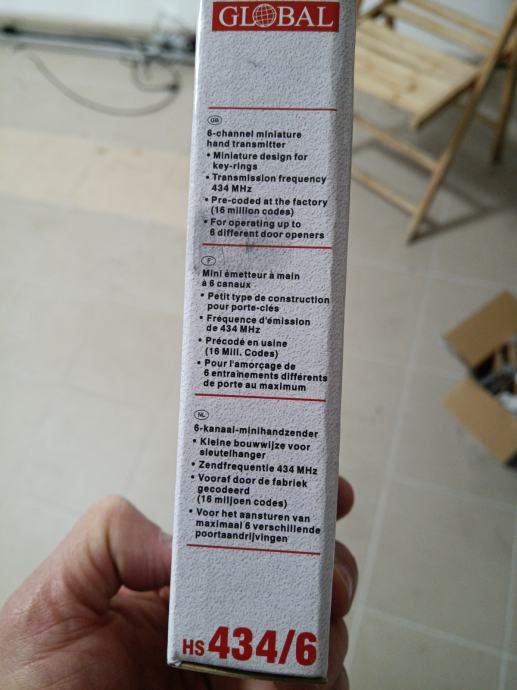 GLOBAL
GB
6-channel miniature
hand transmitter
• Miniature design for
key-rings
• Transmission frequency
434 MHz
• Pre-coded at the factory
(16 million codes)
• For operating up to
6 different door openers
F
Mini émetteur à main
à 6 canaux
• Petit type de construction
pour porte-clés
• Fréquence d'émission
de 434 MHz
• Précodé en usine
(16 Mill. Codes)
• Pour l'amorçage de
6 entraînements différents
de porte au maximum
NL
6-kanaal-minihandzender
• Kleine bouwwijze voor
sleutelhanger
• Zendfrequentie 434 MHz
• Vooraf door de fabriek
gecodeerd
(16 miljoen codes)
• Voor het aansturen van
maximaal 6 verschillende
poortaandrijvingen
HS 434/6